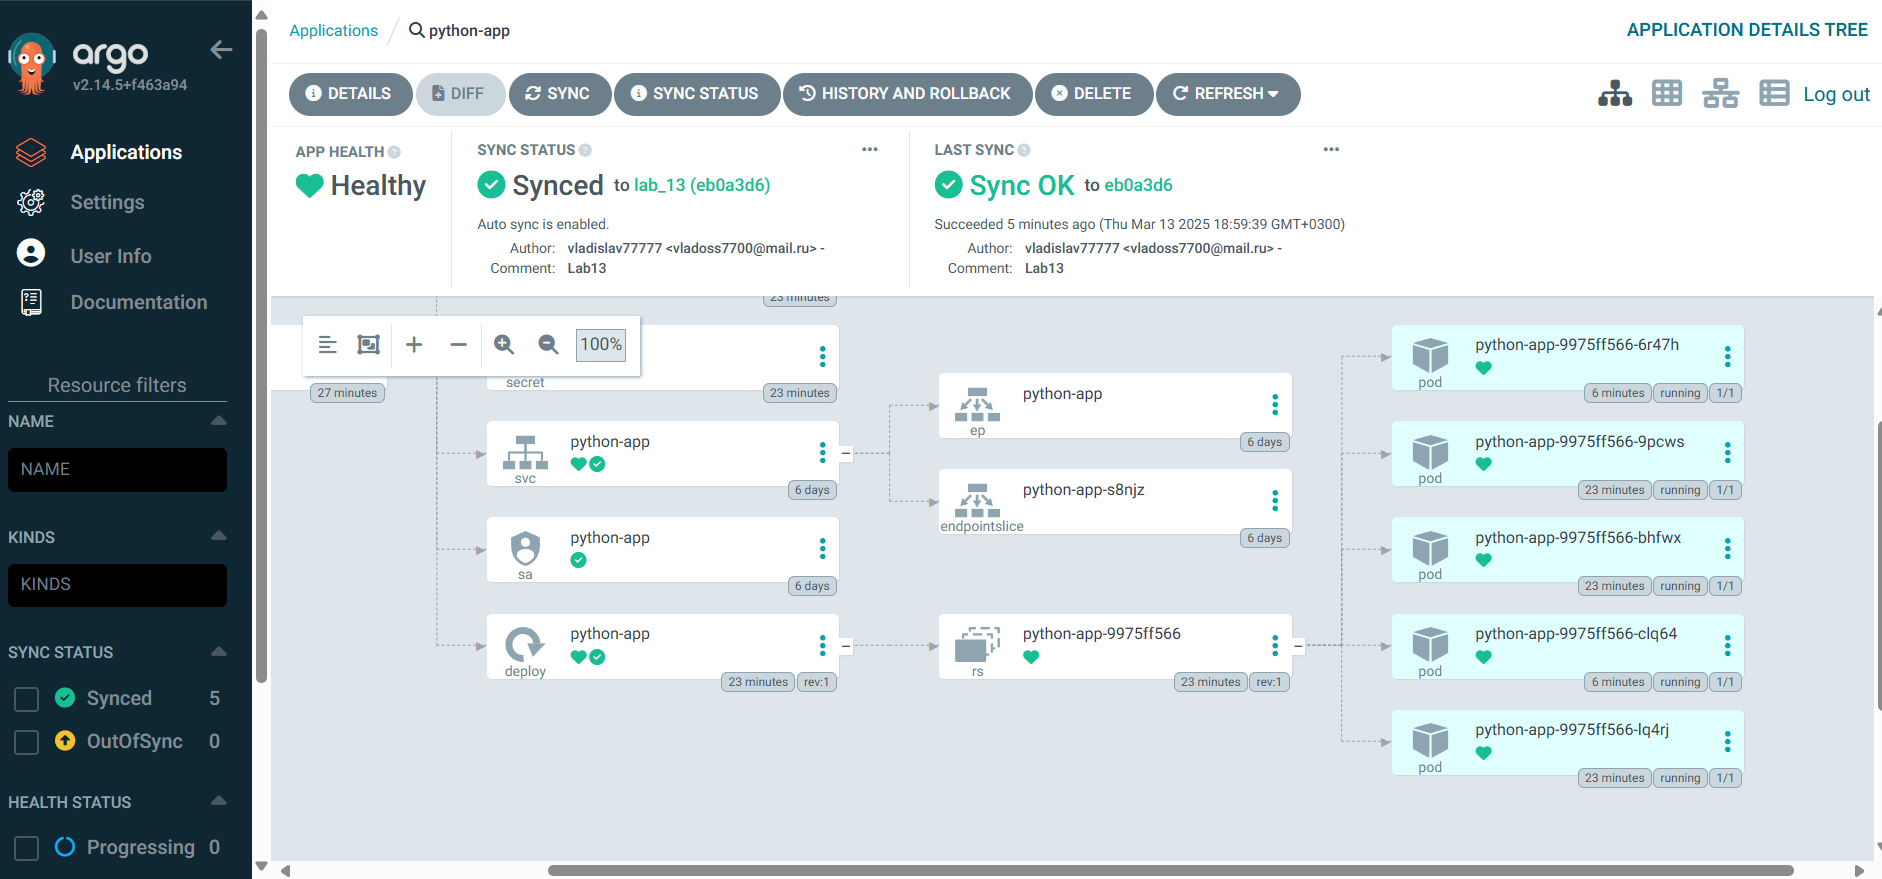 argo
v2.14.5+f463a94
Applications
Settings
User Info
Documentation
Resource filters
NAME
NAME
KINDS
KINDS
SYNC STATUS
Synced 5
OutOfSync 0
HEALTH STATUS
Progressing 0
Applications / python-app
APPLICATION DETAILS TREE
DETAILS
DIFF
SYNC
SYNC STATUS
HISTORY AND ROLLBACK
DELETE
REFRESH
Log out
APP HEALTH
Healthy
SYNC STATUS
Synced to lab_13 (eb0a3d6)
Auto sync is enabled.
Author: vladislav77777 <vladoss7700@mail.ru> -
Comment: Lab13
LAST SYNC
Sync OK to eb0a3d6
Succeeded 5 minutes ago (Thu Mar 13 2025 18:59:39 GMT+0300)
Author: vladislav77777 <vladoss7700@mail.ru> -
Comment: Lab13
100%
27 minutes
23 minutes
secret
23 minutes
python-app
svc
6 days
python-app
sa
6 days
python-app
deploy
23 minutes rev:1
python-app
ep
6 days
python-app-s8njz
endpointslice
6 days
python-app-9975ff566
rs
23 minutes rev:1
python-app-9975ff566-6r47h
pod
6 minutes running 1/1
python-app-9975ff566-9pcws
pod
23 minutes running 1/1
python-app-9975ff566-bhfwx
pod
23 minutes running 1/1
python-app-9975ff566-clq64
pod
6 minutes running 1/1
python-app-9975ff566-lq4rj
pod
23 minutes running 1/1